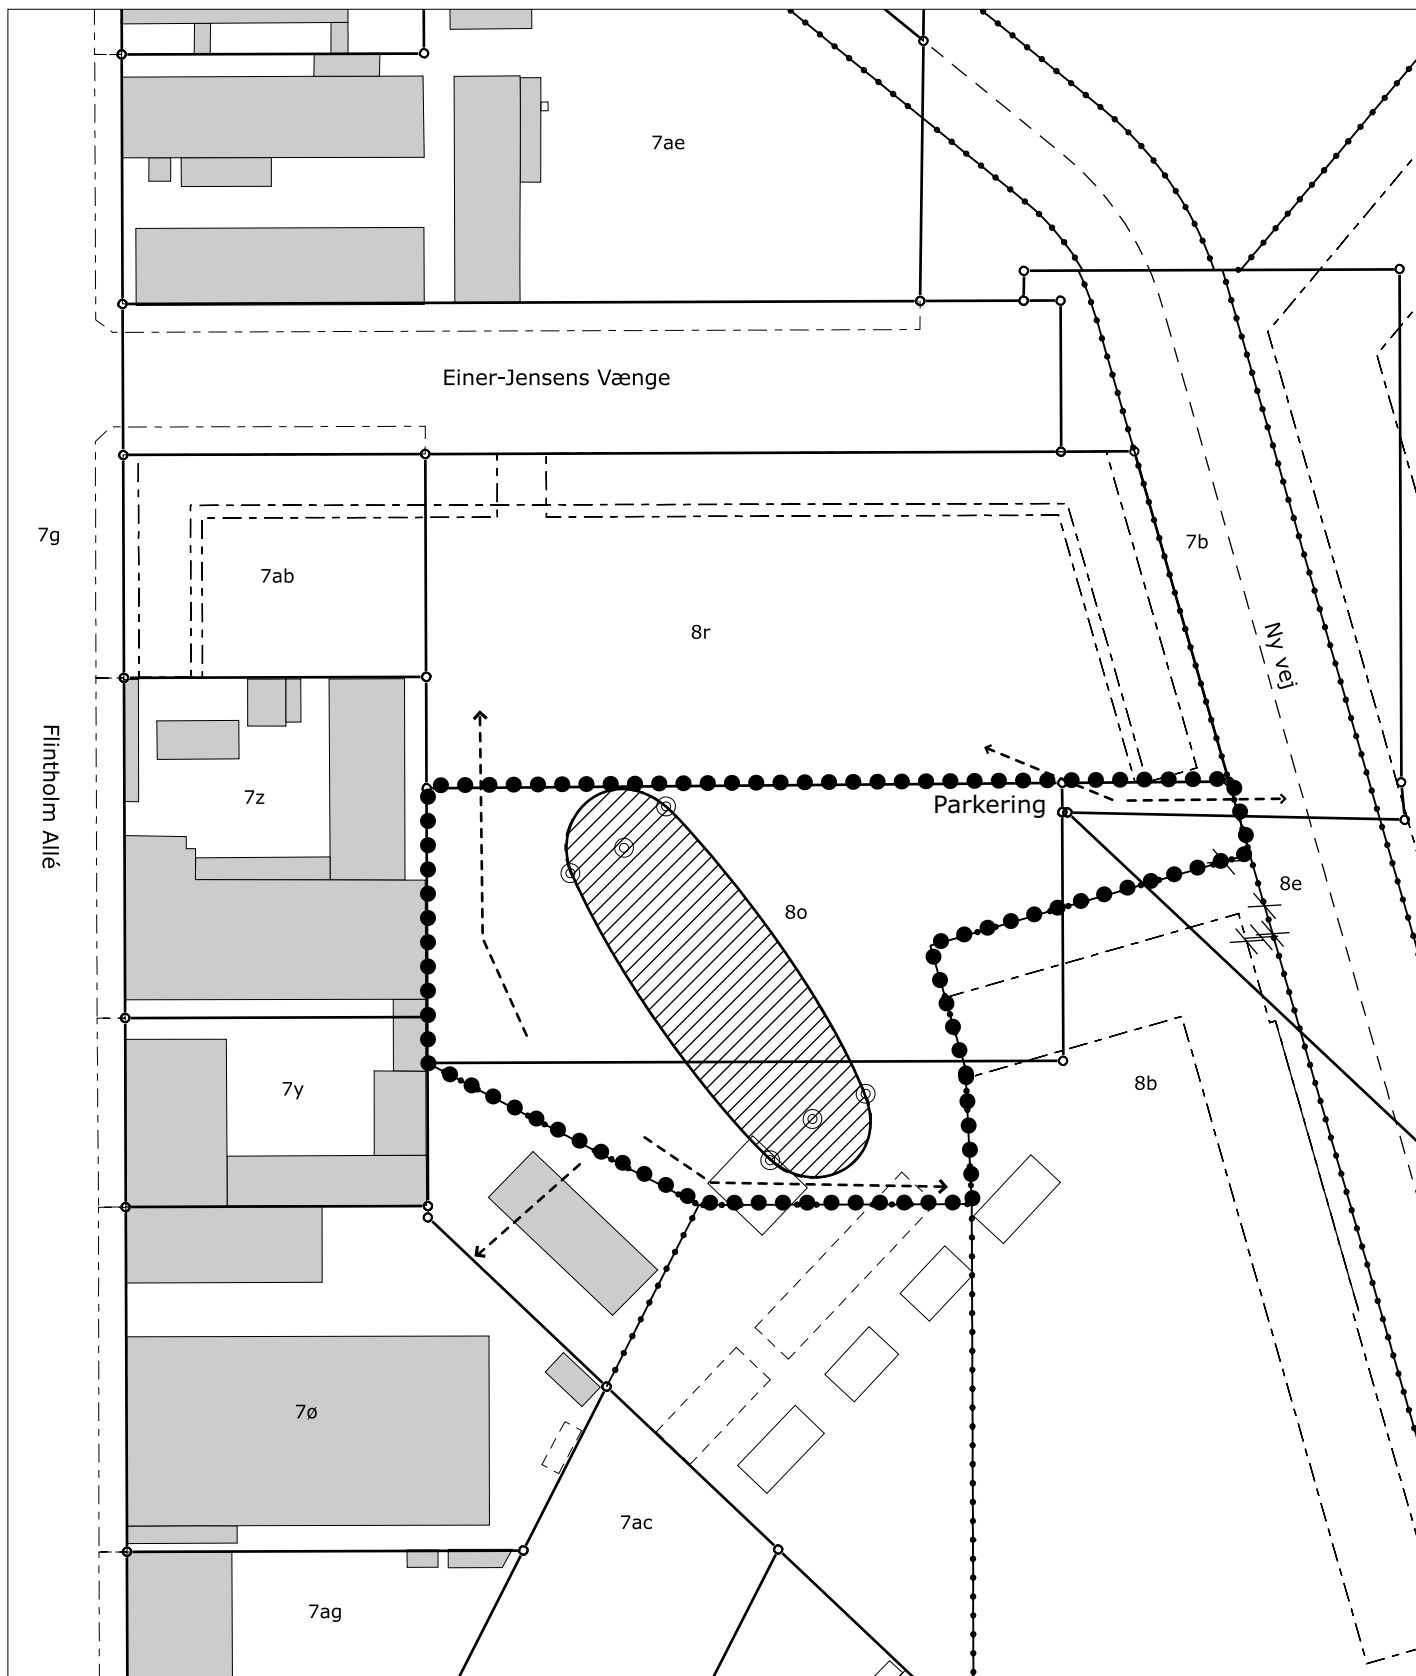 7ae
Einer-Jensens Vænge
7g
7b
7ab
8r
Ny vej
Flintholm Allé
7z
Parkering
8e
8o
7y
8b
7ø
7ac
7ag